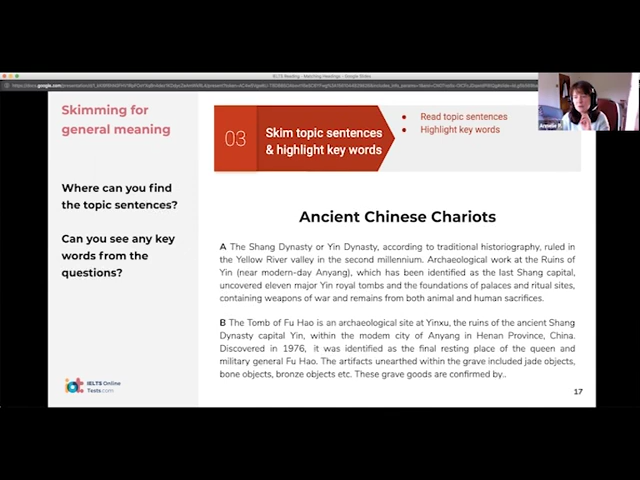 IELTS Reading - Matching Headings - Google Slides
Skimming for
general meaning
Where can you find
the topic sentences?
Can you see any key
words from the
questions?
03
Skim topic sentences
& highlight key words
● Read topic sentences
● Highlight key words
Ancient Chinese Chariots
A The Shang Dynasty or Yin Dynasty, according to traditional historiography, ruled in
the Yellow River valley in the second millennium. Archaeological work at the Ruins of
Yin (near modern-day Anyang), which has been identified as the last Shang capital,
uncovered eleven major Yin royal tombs and the foundations of palaces and ritual sites,
containing weapons of war and remains from both animal and human sacrifices.
B The Tomb of Fu Hao is an archaeological site at Yinxu, the ruins of the ancient Shang
Dynasty capital Yin, within the modern city of Anyang in Henan Province, China.
Discovered in 1976, it was identified as the final resting place of the queen and
military general Fu Hao. The artifacts unearthed within the grave included jade objects,
bone objects, bronze objects etc. These grave goods are confirmed by..
IELTS Online
Tests.com
17